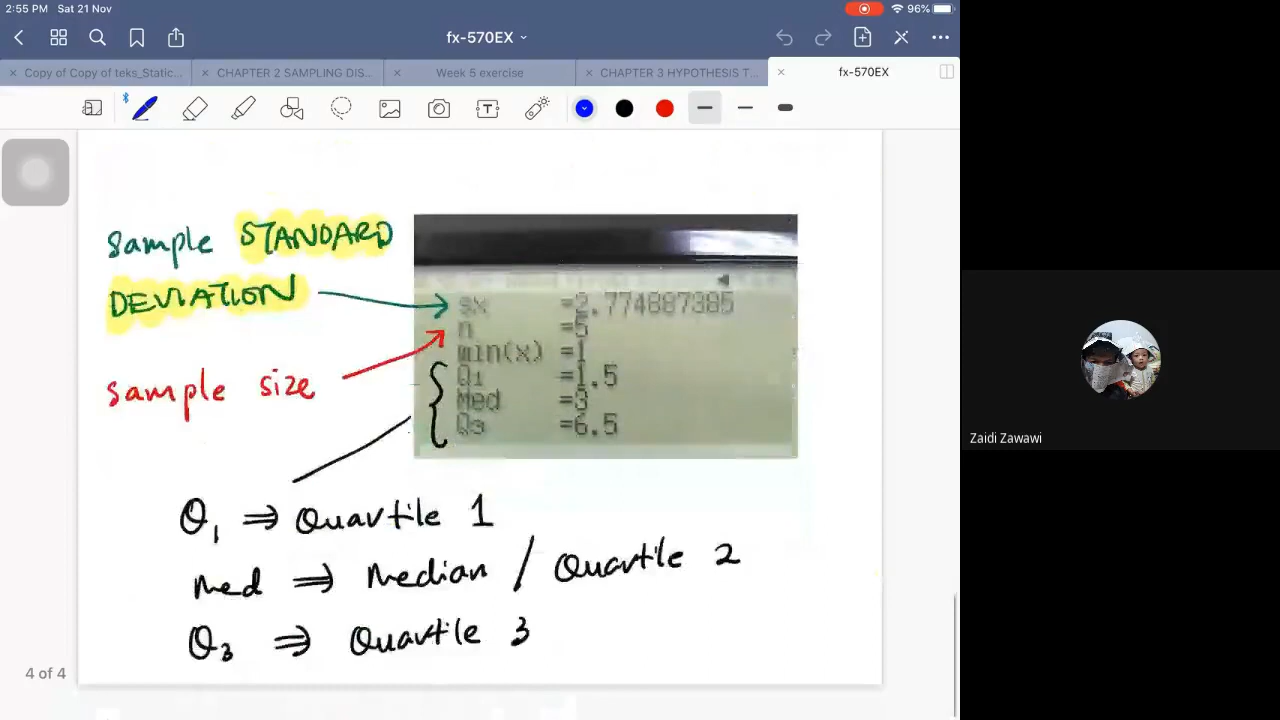 2:55 PM Sat 21 Nov
96%
fx-570EX
Copy of Copy of teks_Static...
CHAPTER 2 SAMPLING DIS...
Week 5 exercise
CHAPTER 3 HYPOTHESIS T...
fx-570EX
sample STANDARD
DEVIATION
sample size
sx =2.774887385
n =5
min(x) =1
Q1 =1.5
Med =3
Q3 =6.5
Q1 ⇒ Quartile 1
Med ⇒ Median / Quartile 2
Q3 ⇒ Quartile 3
4 of 4
Zaidi Zawawi